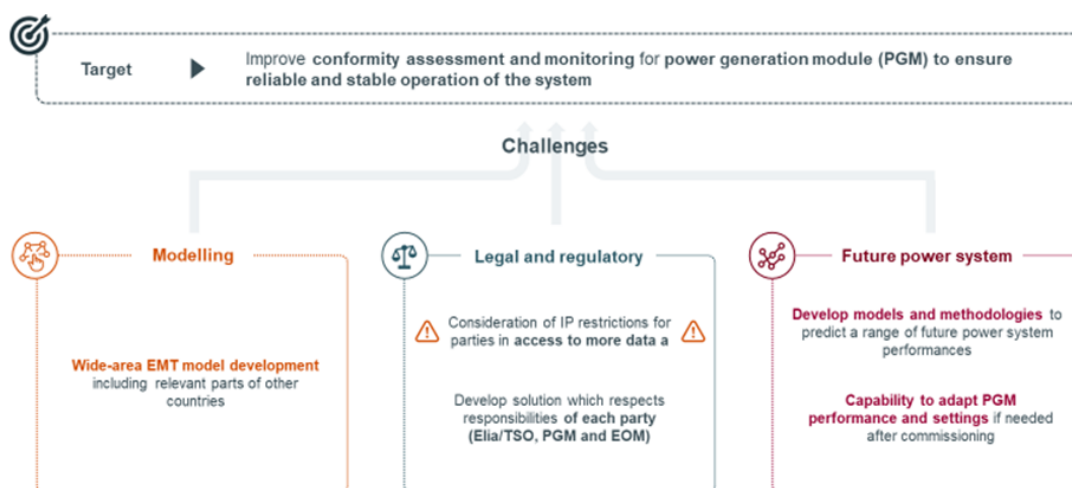 Target
Improve conformity assessment and monitoring for power generation module (PGM) to ensure
reliable and stable operation of the system
Challenges
Modelling
Wide-area EMT model development
including relevant parts of other
countries
Legal and regulatory
Consideration of IP restrictions for
parties in access to more data a
Develop solution which respects
responsibilities of each party
(Elia/TSO, PGM and EOM)
Future power system
Develop models and methodologies to
predict a range of future power system
performances
Capability to adapt PGM
performance and settings if needed
after commissioning